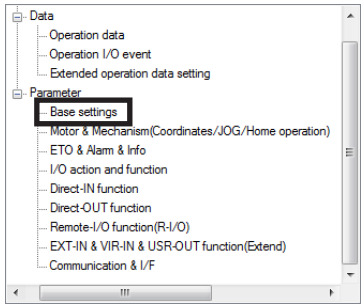 Data
Operation data
Operation I/O event
Extended operation data setting
Parameter
Base settings
Motor & Mechanism(Coordinates/JOG/Home operation)
ETO & Alarm & Info
I/O action and function
Direct-IN function
Direct-OUT function
Remote-I/O function(R-I/O)
EXT-IN & VIR-IN & USR-OUT function(Extend)
Communication & I/F